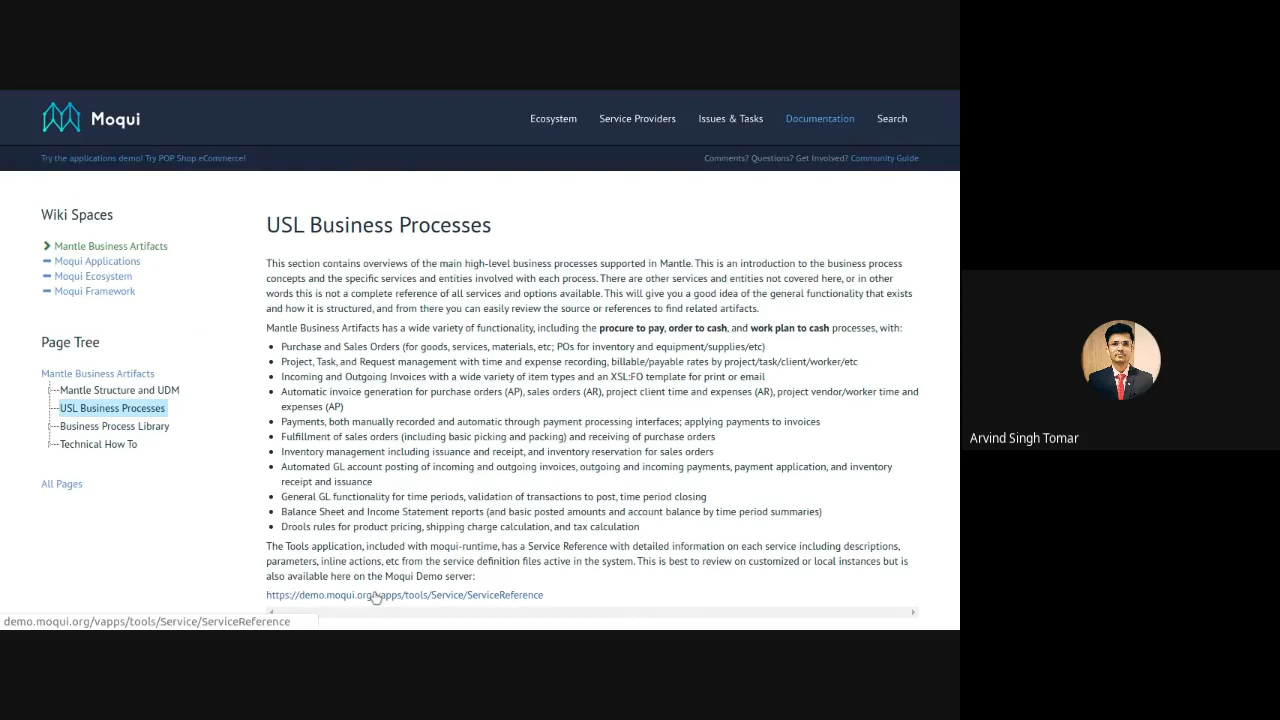 Moqui
Ecosystem
Service Providers
Issues & Tasks
Documentation
Search
Try the applications demo! Try POP Shop eCommerce!
Comments? Questions? Get Involved? Community Guide
Wiki Spaces
Mantle Business Artifacts
Moqui Applications
Moqui Ecosystem
Moqui Framework
Page Tree
Mantle Business Artifacts
Mantle Structure and UDM
USL Business Processes
Business Process Library
Technical How To
All Pages
USL Business Processes
This section contains overviews of the main high-level business processes supported in Mantle. This is an introduction to the business process
concepts and the specific services and entities involved with each process. There are other services and entities not covered here, or in other
words this is not a complete reference of all services and options available. This will give you a good idea of the general functionality that exists
and how it is structured, and from there you can easily review the source or references to find related artifacts.
Mantle Business Artifacts has a wide variety of functionality, including the procure to pay, order to cash, and work plan to cash processes, with:
• Purchase and Sales Orders (for goods, services, materials, etc; POs for inventory and equipment/supplies/etc)
• Project, Task, and Request management with time and expense recording, billable/payable rates by project/task/client/worker/etc
• Incoming and Outgoing Invoices with a wide variety of item types and an XSL:FO template for print or email
• Automatic invoice generation for purchase orders (AP), sales orders (AR), project client time and expenses (AR), project vendor/worker time and
expenses (AP)
• Payments, both manually recorded and automatic through payment processing interfaces; applying payments to invoices
• Fulfillment of sales orders (including basic picking and packing) and receiving of purchase orders
• Inventory management including issuance and receipt, and inventory reservation for sales orders
• Automated GL account posting of incoming and outgoing invoices, outgoing and incoming payments, payment application, and inventory
receipt and issuance
• General GL functionality for time periods, validation of transactions to post, time period closing
• Balance Sheet and Income Statement reports (and basic posted amounts and account balance by time period summaries)
• Drools rules for product pricing, shipping charge calculation, and tax calculation
The Tools application, included with moqui-runtime, has a Service Reference with detailed information on each service including descriptions,
parameters, inline actions, etc from the service definition files active in the system. This is best to review on customized or local instances but is
also available here on the Moqui Demo server:
https://demo.moqui.org/vapps/tools/Service/ServiceReference
demo.moqui.org/vapps/tools/Service/ServiceReference
Arvind Singh Tomar